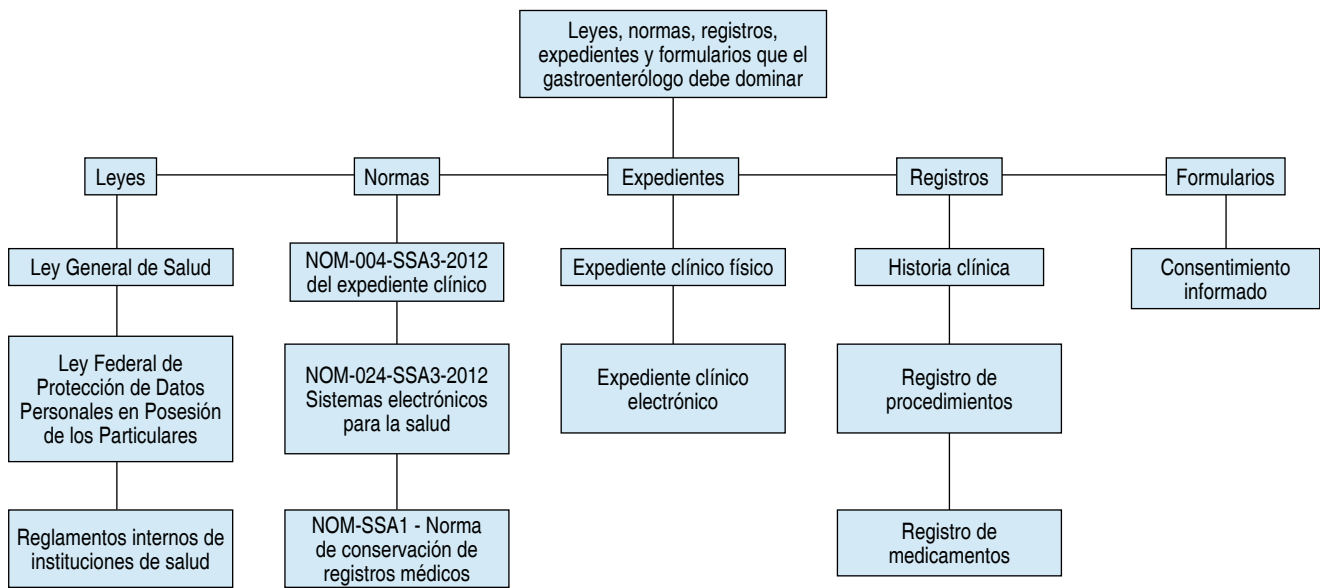 Leyes, normas, registros,
expedientes y formularios que el
gastroenterólogo debe dominar
Leyes
Normas
Expedientes
Registros
Formularios
Ley General de Salud
NOM-004-SSA3-2012
del expediente clínico
Expediente clínico físico
Historia clínica
Consentimiento
informado
Ley Federal de
Protección de Datos
Personales en Posesión
de los Particulares
NOM-024-SSA3-2012
Sistemas electrónicos
para la salud
Expediente clínico
electrónico
Registro de
procedimientos
Reglamentos internos de
instituciones de salud
NOM-SSA1 - Norma
de conservación de
registros médicos
Registro de
medicamentos